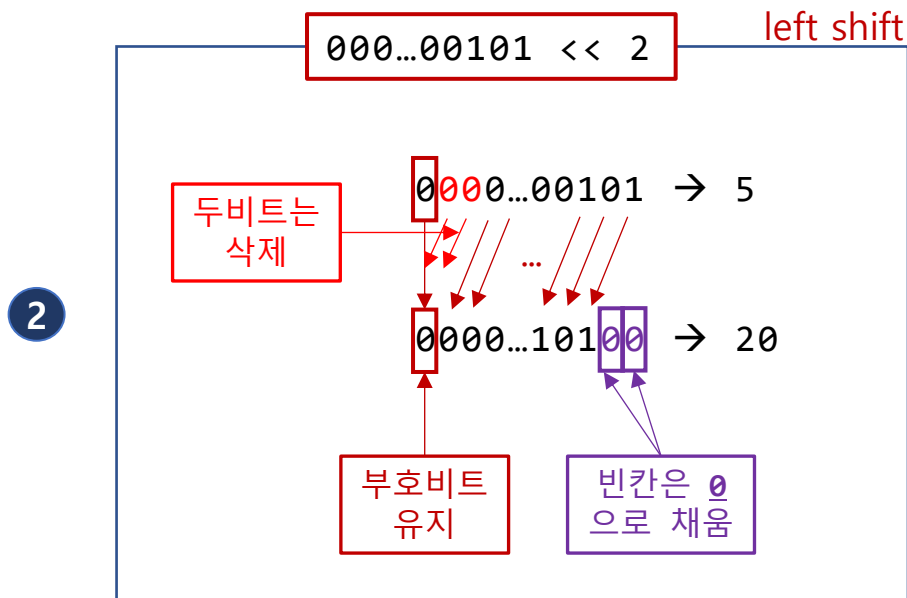 left shift
000…00101 << 2
0000…00101 → 5
두비트는
삭제
…
2
0000…10100 → 20
부호비트
유지
빈칸은 0
으로 채움